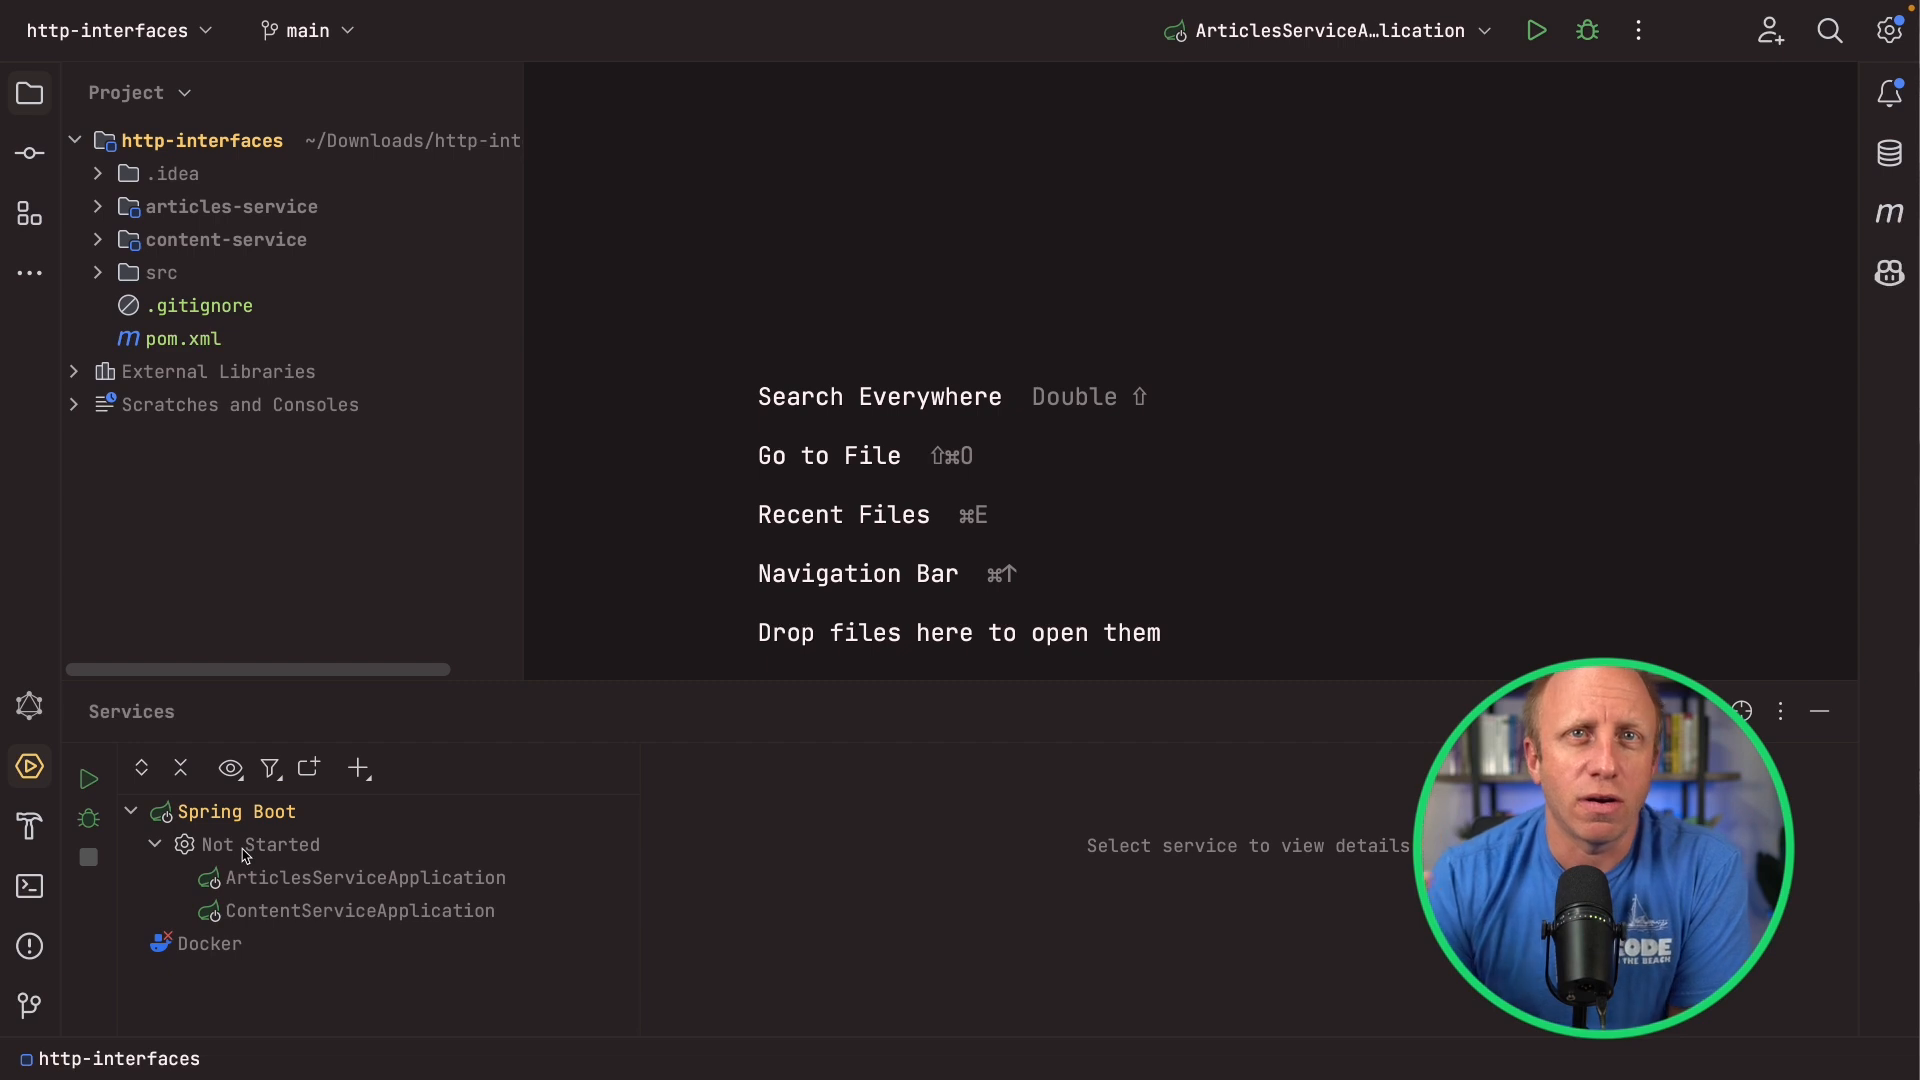 http-interfaces main ArticlesServiceA…lication
Project
http-interfaces ~/Downloads/http-int
.idea
articles-service
content-service
src
.gitignore
m pom.xml
External Libraries
Scratches and Consoles
m
Search Everywhere Double ⇧
Go to File ⇧⌘O
Recent Files ⌘E
Navigation Bar ⌘↑
Drop files here to open them
Services
Spring Boot
Not Started
ArticlesServiceApplication
ContentServiceApplication
Docker
Select service to view details
CODE
THE BEACH
http-interfaces